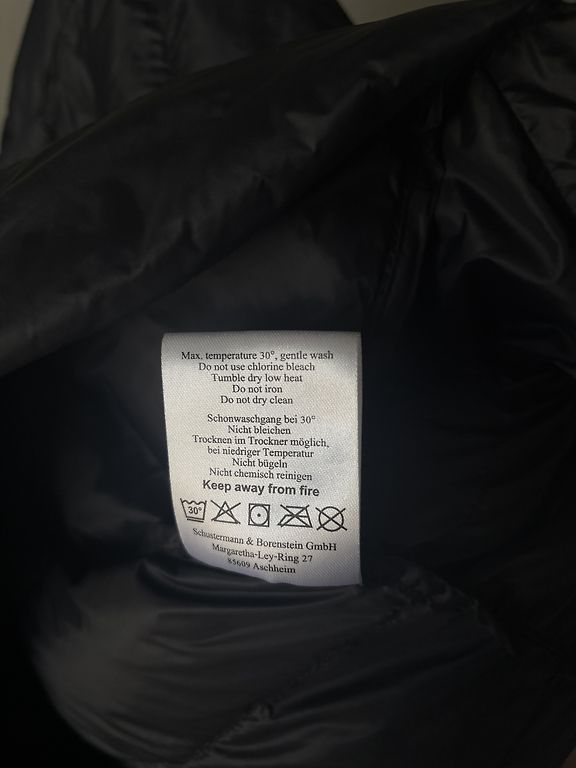 Max. temperature 30°, gentle wash
Do not use chlorine bleach
Tumble dry low heat
Do not iron
Do not dry clean
Schonwaschgang bei 30°
Nicht bleichen
Trocknen im Trockner möglich,
bei niedriger Temperatur
Nicht bügeln
Nicht chemisch reinigen
Keep away from fire
30°
Schustermann & Borenstein GmbH
Margaretha-Ley-Ring 27
85609 Aschheim